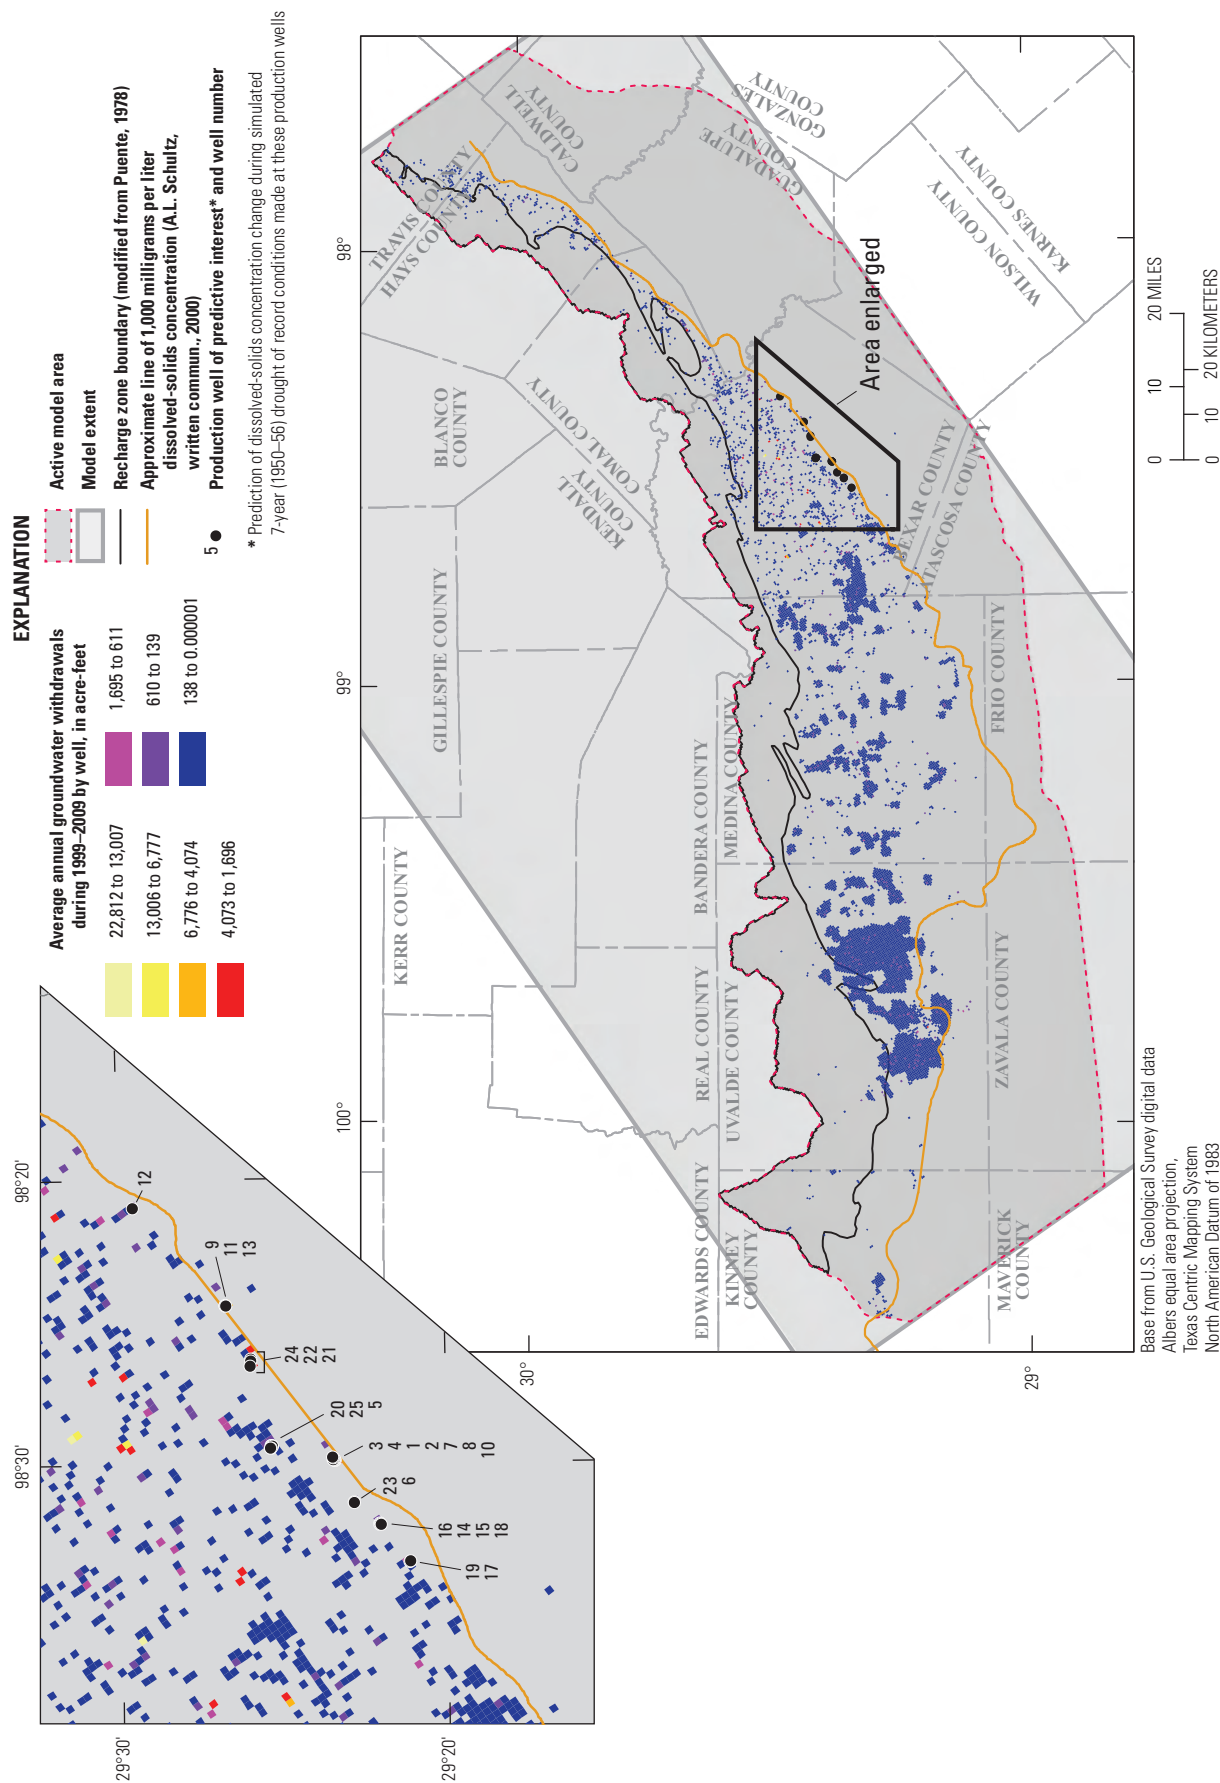 EXPLANATION
Average annual groundwater withdrawals
during 1999–2009 by well, in acre-feet
22,812 to 13,007
13,006 to 6,777
6,776 to 4,074
4,073 to 1,696
1,695 to 611
610 to 139
138 to 0.000001
Active model area
Model extent
Recharge zone boundary (modified from Puente, 1978)
Approximate line of 1,000 milligrams per liter
dissolved-solids concentration (A.L. Schultz,
written commun., 2000)
5
Production well of predictive interest* and well number
* Prediction of dissolved-solids concentration change during simulated
7-year (1950–56) drought of record conditions made at these production wells
98°30'
98°20'
29°30'
29°20'
12
9
11
13
24
22
21
20
25
5
3
4
1
2
7
8
10
23
6
16
14
15
18
19
17
100°
99°
98°
30°
29°
KERR COUNTY
GILLESPIE COUNTY
BLANCO
COUNTY
TRAVIS COUNTY
HAYS COUNTY
CALDWELL
COUNTY
KENDALL
COUNTY
COMAL COUNTY
GUADALUPE
COUNTY
GONZALES
COUNTY
EDWARDS COUNTY
KINNEY
COUNTY
REAL COUNTY
UVALDE COUNTY
BANDERA COUNTY
MEDINA COUNTY
BEXAR COUNTY
ATASCOSA COUNTY
WILSON COUNTY
KARNES COUNTY
MAVERICK
COUNTY
ZAVALA COUNTY
FRIO COUNTY
Area enlarged
0 10 20 MILES
0 10 20 KILOMETERS
Base from U.S. Geological Survey digital data
Albers equal area projection,
Texas Centric Mapping System
North American Datum of 1983